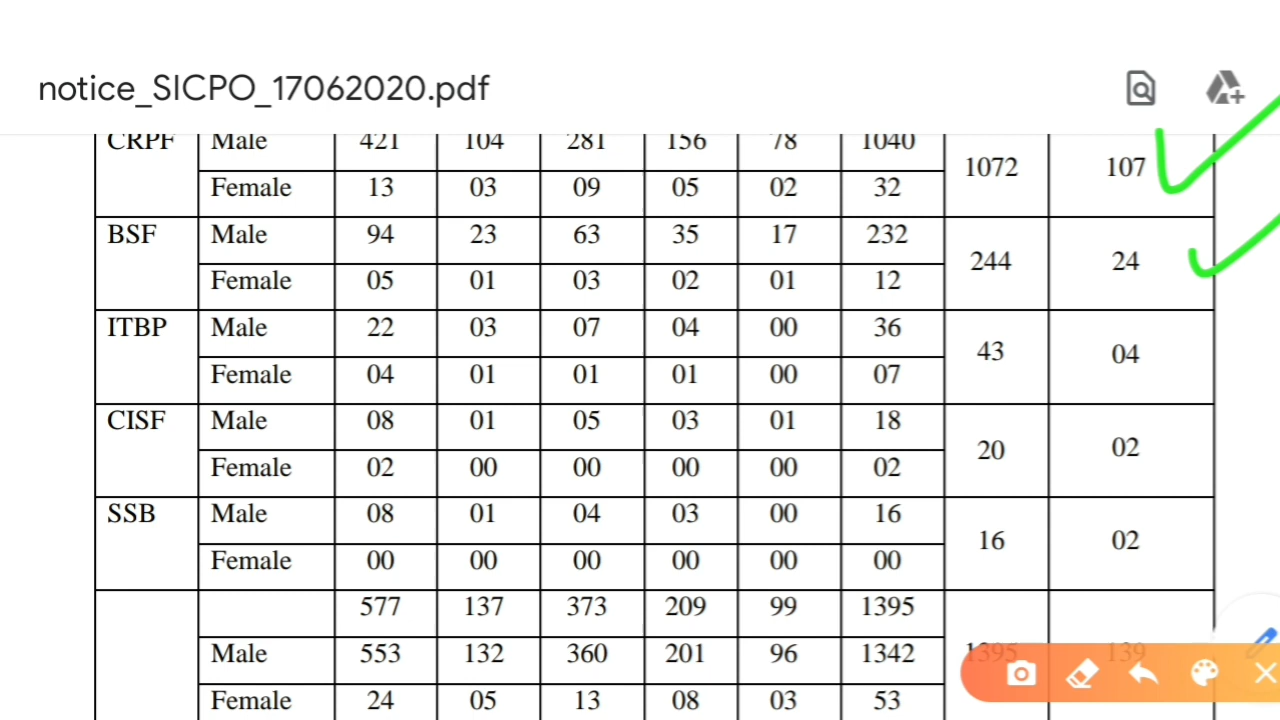 notice_SICPO_17062020.pdf
CRPF Male 421 104 281 156 78 1040 1072 107
Female 13 03 09 05 02 32
BSF Male 94 23 63 35 17 232 244 24
Female 05 01 03 02 01 12
ITBP Male 22 03 07 04 00 36 43 04
Female 04 01 01 01 00 07
CISF Male 08 01 05 03 01 18 20 02
Female 02 00 00 00 00 02
SSB Male 08 01 04 03 00 16 16 02
Female 00 00 00 00 00 00
577 137 373 209 99 1395
Male 553 132 360 201 96 1342 1395 139
Female 24 05 13 08 03 53